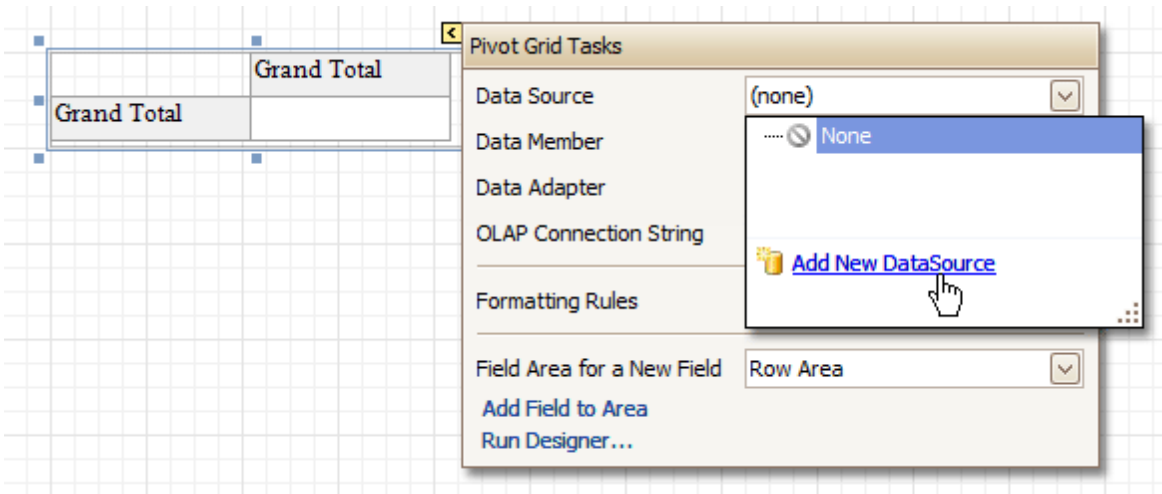 Pivot Grid Tasks
Grand Total
Grand Total
Data Source (none)
None
Data Member
Data Adapter
OLAP Connection String
Add New DataSource
Formatting Rules
Field Area for a New Field Row Area
Add Field to Area
Run Designer...